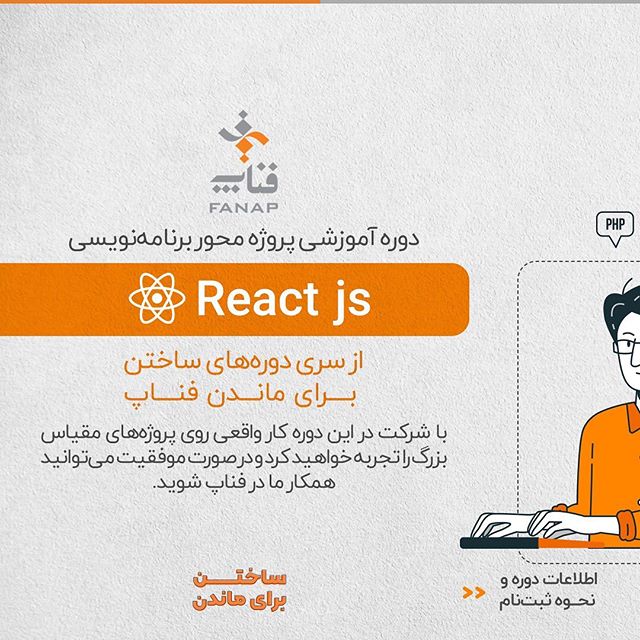 فناپ
FANAP
دوره آموزشی پروژه محور برنامه‌نویسی
React js
از سری دوره‌های ساختن
برای ماندن فناپ
با شرکت در این دوره کار واقعی روی پروژه‌های مقیاس
بزرگ را تجربه خواهید کرد و در صورت موفقیت می‌توانید
همکار ما در فناپ شوید.
PHP
ساختن
برای ماندن
اطلاعات دوره و
نحوه ثبت‌نام